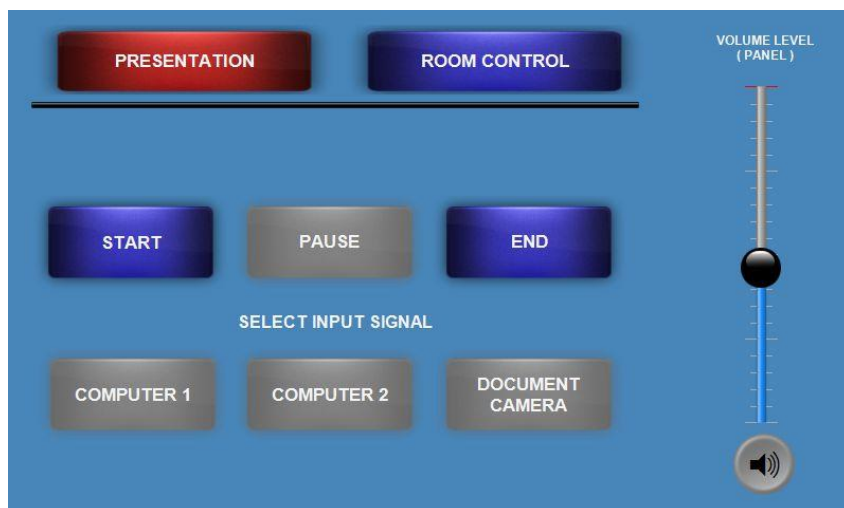 PRESENTATION
ROOM CONTROL
VOLUME LEVEL
( PANEL )
START
PAUSE
END
SELECT INPUT SIGNAL
COMPUTER 1
COMPUTER 2
DOCUMENT
CAMERA